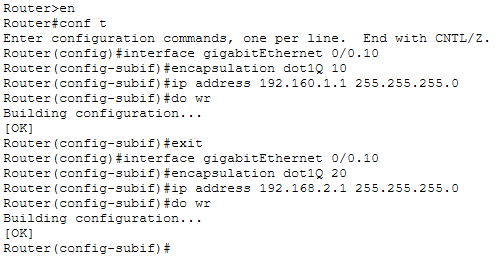 Router>en
Router#conf t
Enter configuration commands, one per line.  End with CNTL/Z.
Router(config)#interface gigabitEthernet 0/0.10
Router(config-subif)#encapsulation dot1Q 10
Router(config-subif)#ip address 192.160.1.1 255.255.255.0
Router(config-subif)#do wr
Building configuration...
[OK]
Router(config-subif)#exit
Router(config)#interface gigabitEthernet 0/0.10
Router(config-subif)#encapsulation dot1Q 20
Router(config-subif)#ip address 192.168.2.1 255.255.255.0
Router(config-subif)#do wr
Building configuration...
[OK]
Router(config-subif)#